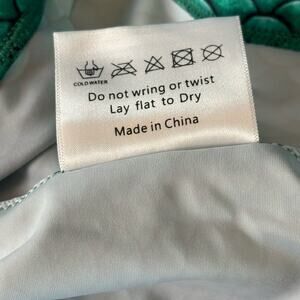 COLD WATER
Do not wring or twist
Lay flat to Dry
Made in China